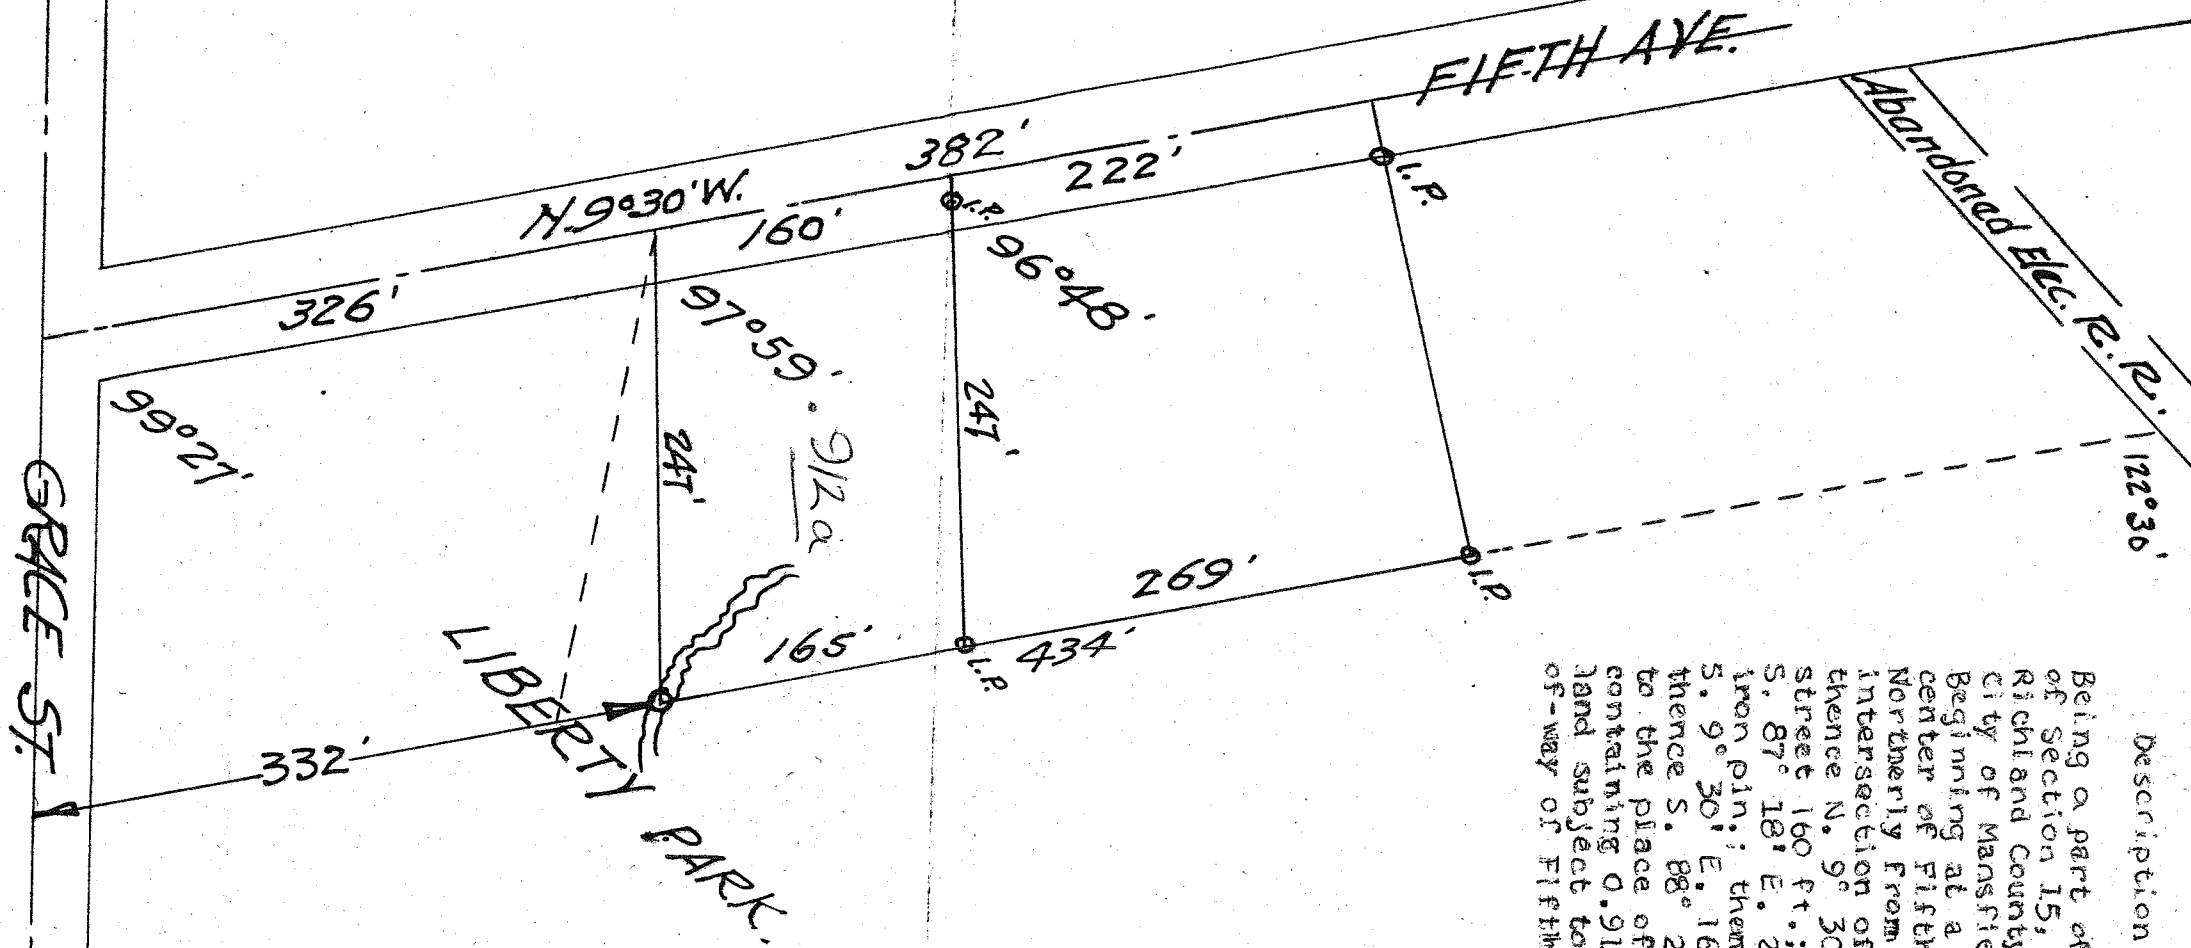 FIFTH AVE.
382'
222'
N. 9°30' W.
160'
326'
I.P.
I.P.
Abandoned Elec. R. R.
96°48'
97°59'
99°27'
.912 a
247'
247'
GRACE ST.
122°30'
269'
I.P.
165'
434'
I.P.
332'
LIBERTY PARK.
Description
Being a part of
of Section 15,
Richland County
City of Mansfie
Beginning at a
center of Fifth
Northerly from
intersection of
thence N. 9° 30
street 160 ft.;
S. 87° 18' E. 2
iron pin.; then
S. 9° 30' E. 16
thence S. 88° 2
to the place of
containing 0.91
land subject to
of-way of Fifth